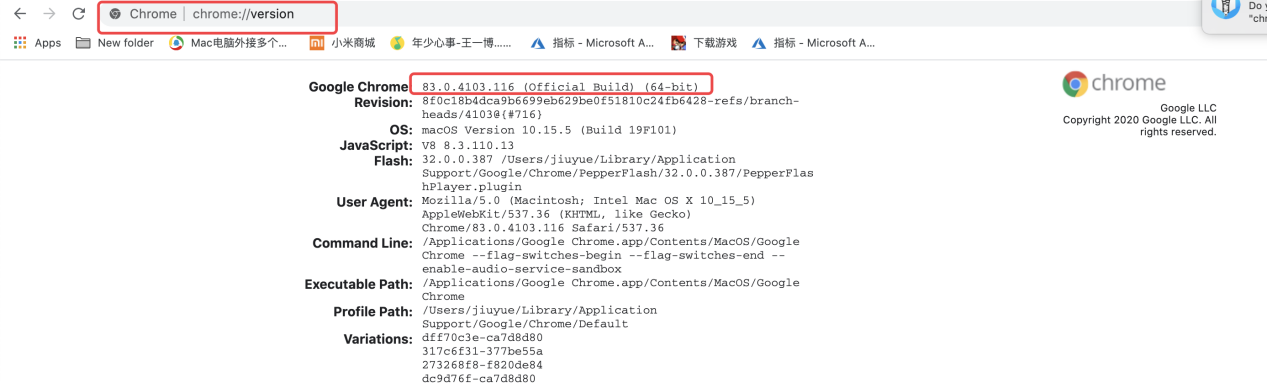 Chrome | chrome://version
Do y
"chr
Apps New folder Mac电脑外接多个... 小米商城 年少心事-王一博...... 指标 - Microsoft A... 下载游戏 指标 - Microsoft A...
Google Chrome 83.0.4103.116 (Official Build) (64-bit)
Revision: 8f0c18b4dca9b6699eb629be0f51810c24fb6428-refs/branch-
heads/4103@{#716}
OS: macOS Version 10.15.5 (Build 19F101)
JavaScript: V8 8.3.110.13
Flash: 32.0.0.387 /Users/jiuyue/Library/Application
Support/Google/Chrome/PepperFlash/32.0.0.387/PepperFlas
hPlayer.plugin
User Agent: Mozilla/5.0 (Macintosh; Intel Mac OS X 10_15_5)
AppleWebKit/537.36 (KHTML, like Gecko)
Chrome/83.0.4103.116 Safari/537.36
Command Line: /Applications/Google Chrome.app/Contents/MacOS/Google
Chrome --flag-switches-begin --flag-switches-end --
enable-audio-service-sandbox
Executable Path: /Applications/Google Chrome.app/Contents/MacOS/Google
Chrome
Profile Path: /Users/jiuyue/Library/Application
Support/Google/Chrome/Default
Variations: dff70c3e-ca7d8d80
317c6f31-377be55a
273268f8-f820de84
dc9d76f-ca7d8d80
chrome
Google LLC
Copyright 2020 Google LLC. All
rights reserved.